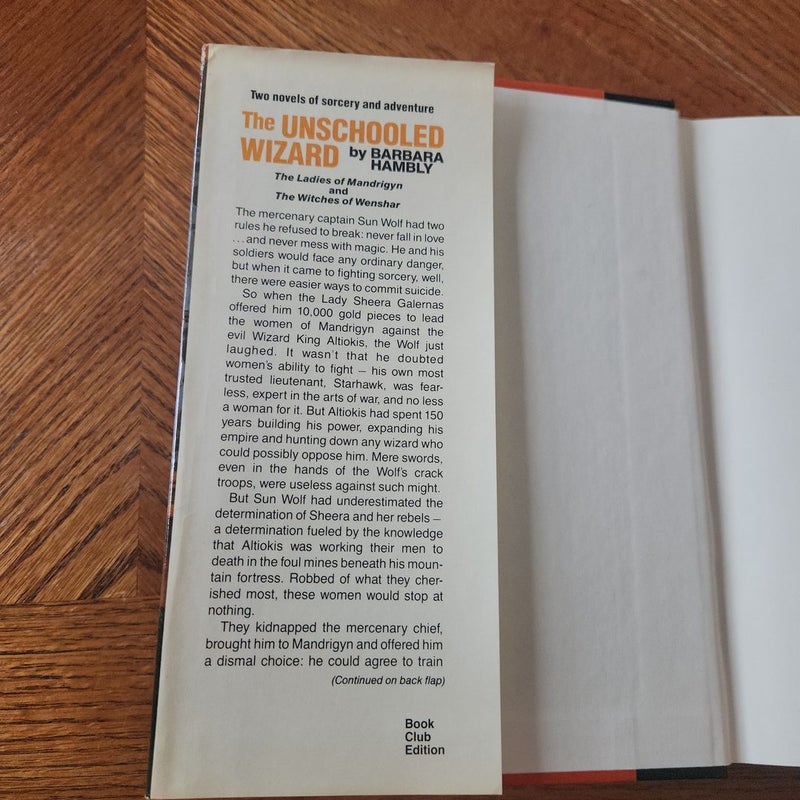 Two novels of sorcery and adventure
The UNSCHOOLED
WIZARD by BARBARA
HAMBLY
The Ladies of Mandrigyn
and
The Witches of Wenshar
The mercenary captain Sun Wolf had two
rules he refused to break: never fall in love
...and never mess with magic. He and his
soldiers would face any ordinary danger,
but when it came to fighting sorcery, well,
there were easier ways to commit suicide.
So when the Lady Sheera Galernas
offered him 10,000 gold pieces to lead
the women of Mandrigyn against the
evil Wizard King Altiokis, the Wolf just
laughed. It wasn't that he doubted
women's ability to fight – his own most
trusted lieutenant, Starhawk, was fear-
less, expert in the arts of war, and no less
a woman for it. But Altiokis had spent 150
years building his power, expanding his
empire and hunting down any wizard who
could possibly oppose him. Mere swords,
even in the hands of the Wolf's crack
troops, were useless against such might.
But Sun Wolf had underestimated the
determination of Sheera and her rebels –
a determination fueled by the knowledge
that Altiokis was working their men to
death in the foul mines beneath his moun-
tain fortress. Robbed of what they cher-
ished most, these women would stop at
nothing.
They kidnapped the mercenary chief,
brought him to Mandrigyn and offered him
a dismal choice: he could agree to train
(Continued on back flap)
Book
Club
Edition